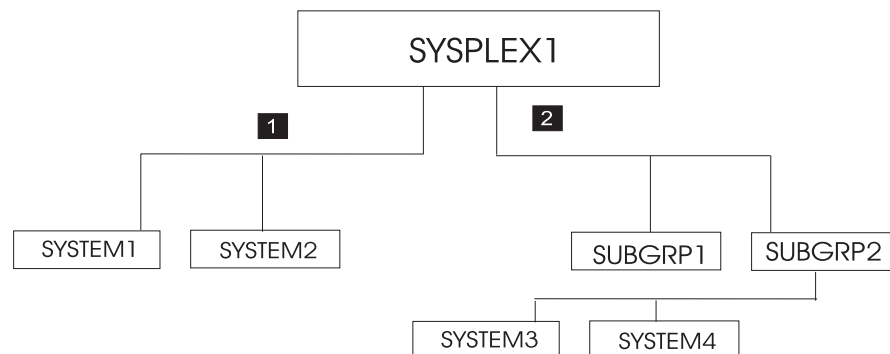 SYSPLEX1
1
2
SYSTEM1
SYSTEM2
SUBGRP1
SUBGRP2
SYSTEM3
SYSTEM4